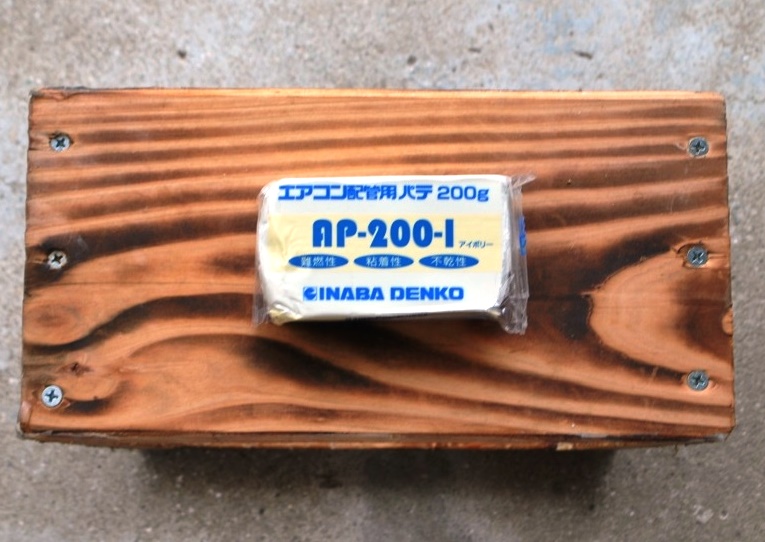 エアコン配管用パテ 200g
AP-200-I アイボリー
難燃性 粘着性 不乾性
INABA DENKO